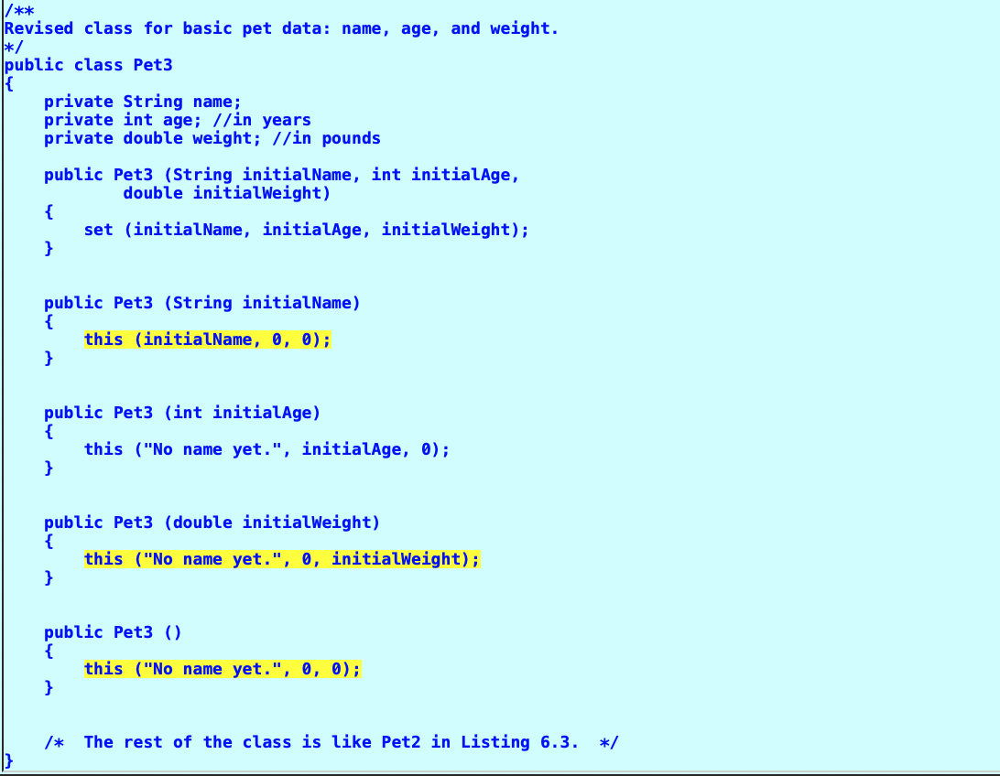 /**
Revised class for basic pet data: name, age, and weight.
*/
public class Pet3
{
    private String name;
    private int age; //in years
    private double weight; //in pounds

    public Pet3 (String initialName, int initialAge,
            double initialWeight)
    {
        set (initialName, initialAge, initialWeight);
    }

    public Pet3 (String initialName)
    {
        this (initialName, 0, 0);
    }

    public Pet3 (int initialAge)
    {
        this ("No name yet.", initialAge, 0);
    }

    public Pet3 (double initialWeight)
    {
        this ("No name yet.", 0, initialWeight);
    }

    public Pet3 ()
    {
        this ("No name yet.", 0, 0);
    }

    /*  The rest of the class is like Pet2 in Listing 6.3.  */
}